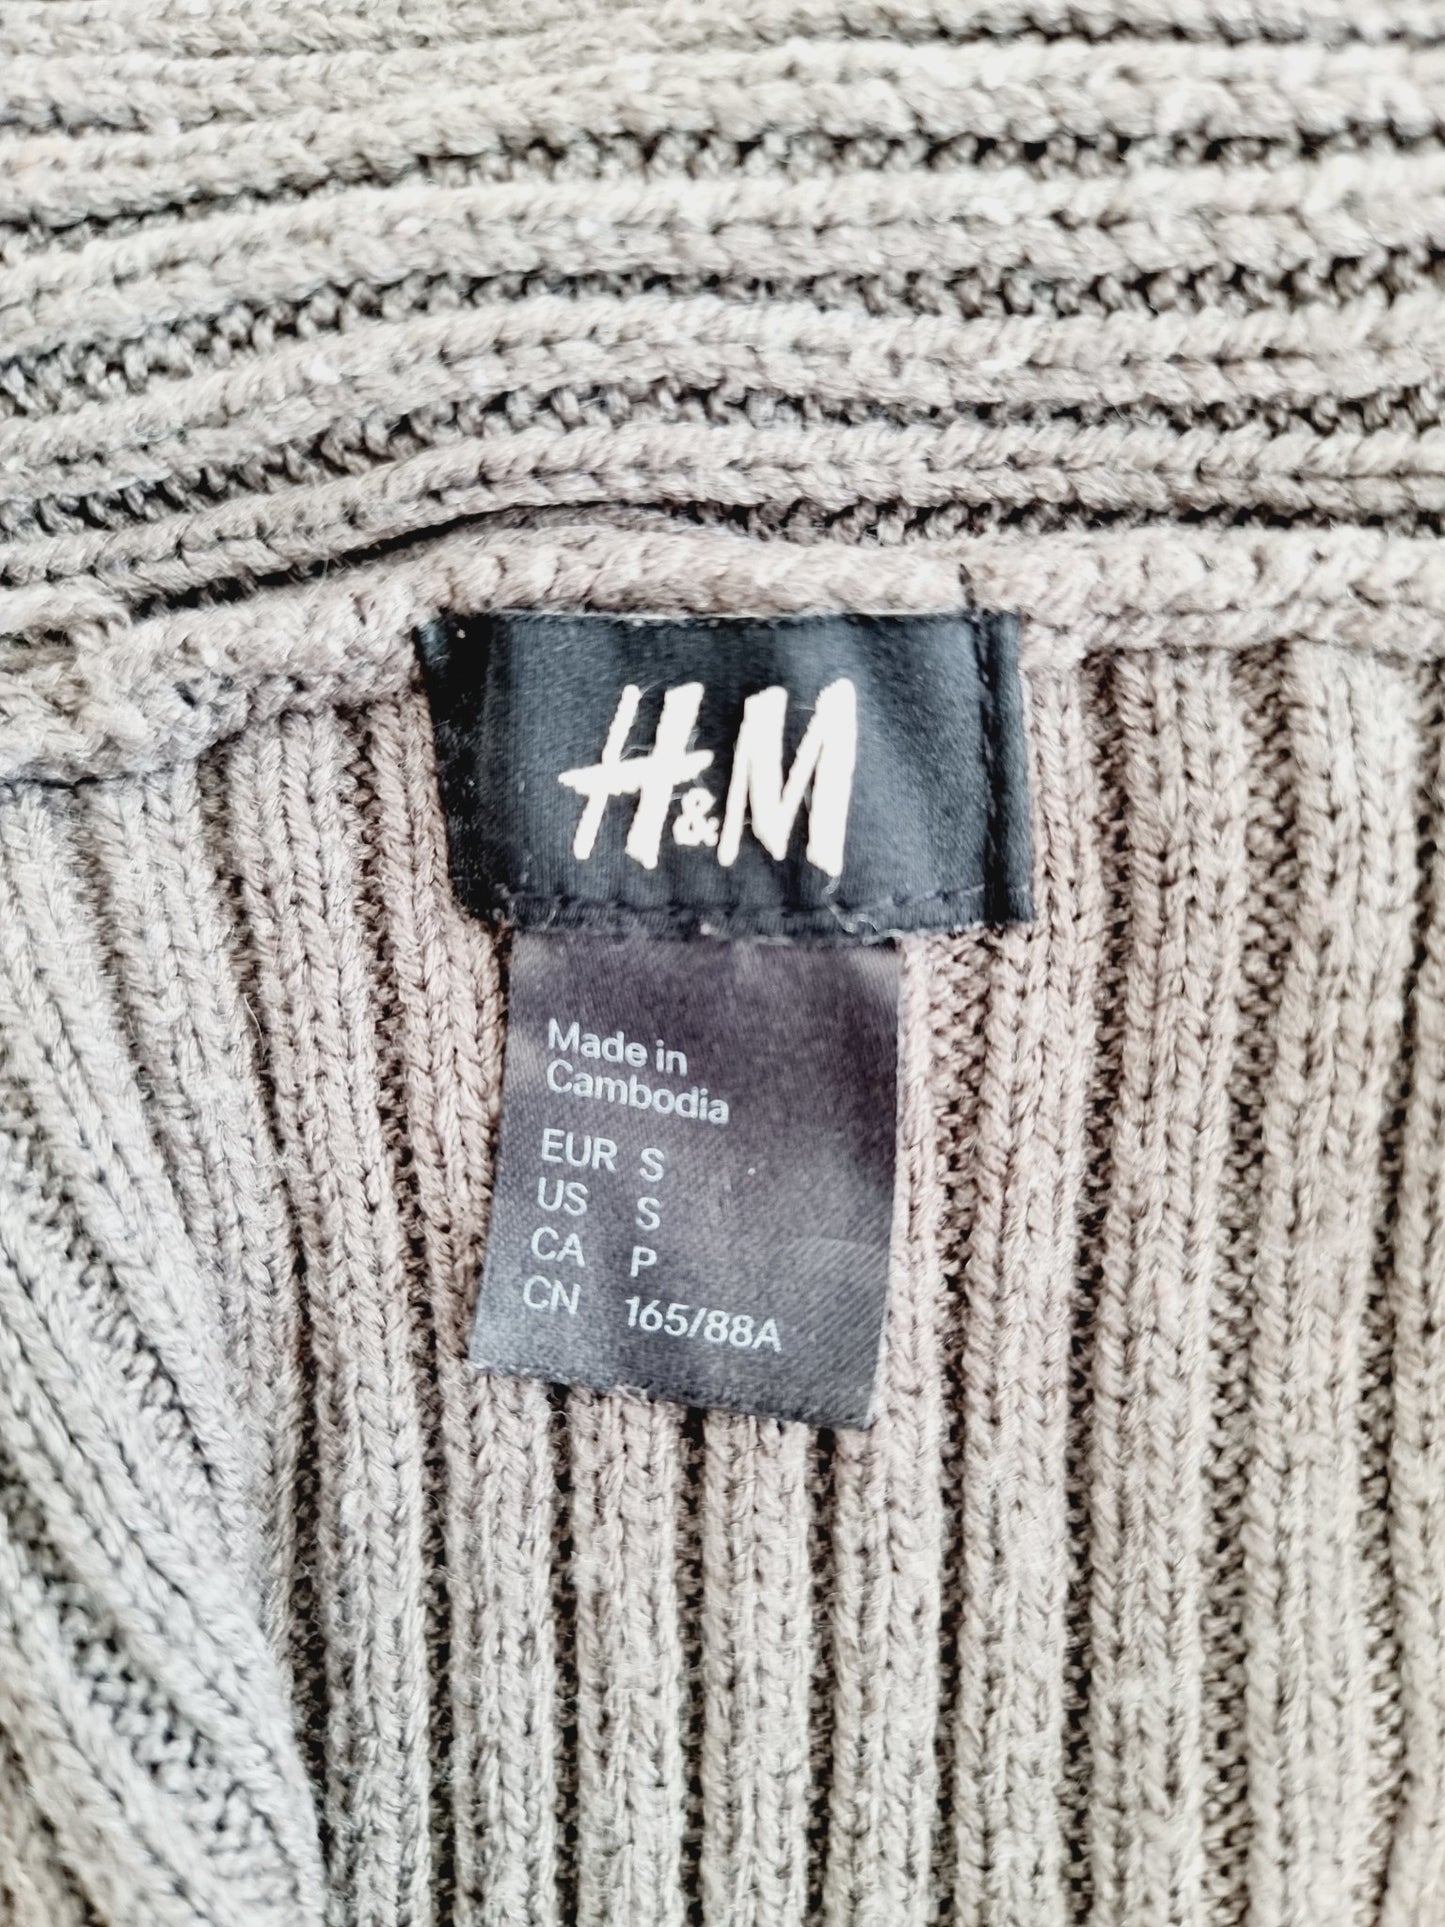 H&M
Made in
Cambodia
EUR S
US S
CA P
CN 165/88A